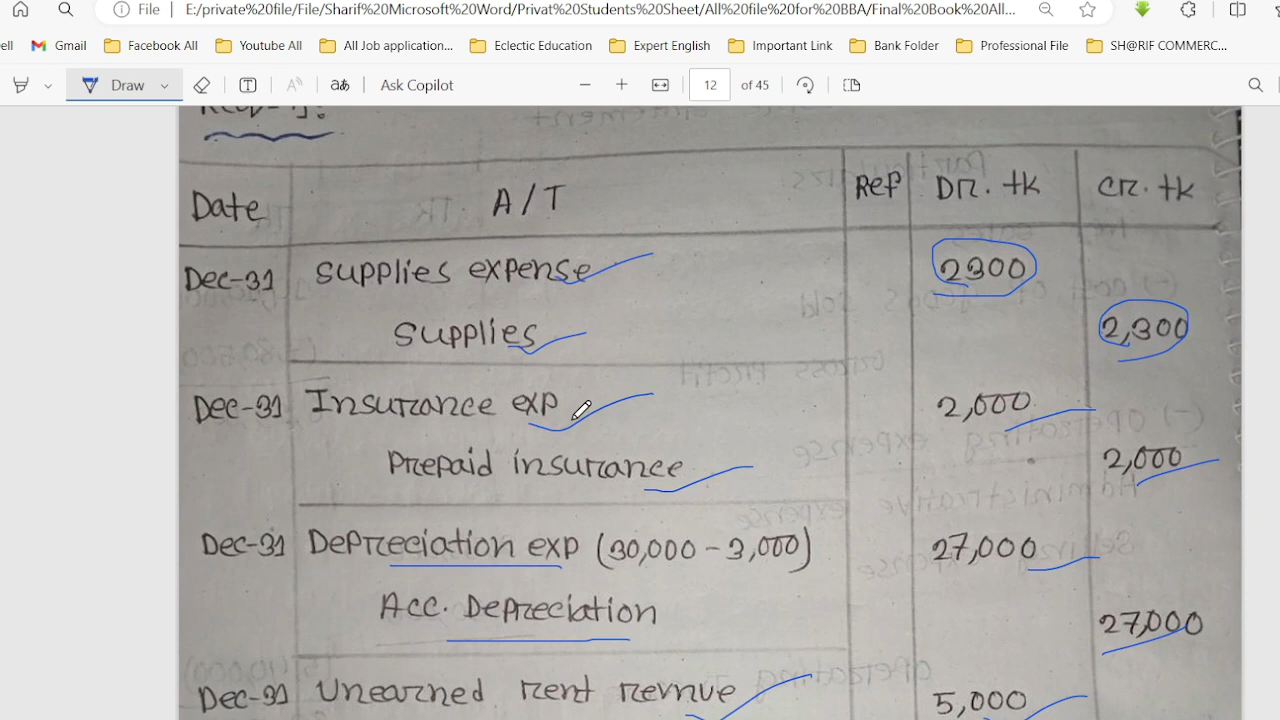 File
E:/private%20file/File/Sharif%20Microsoft%20Word/Privat%20Students%20Sheet/All%20file%20for%20BBA/Final%20Book%20All...
ell Gmail Facebook All Youtube All All Job application... Eclectic Education Expert English Important Link Bank Folder Professional File SH@RIF COMMERC...
Draw T A aあ Ask Copilot 12 of 45
Date A/T Ref Dr. tk Cr. tk
Dec-31 Supplies expense 2300
Supplies 2,300
Dec-31 Insurance exp 2,000
Prepaid insurance 2,000
Dec-31 Depreciation exp (30,000 - 3,000) 27,000
Acc. Depreciation 27,000
Dec-31 Unearned rent revnue 5,000